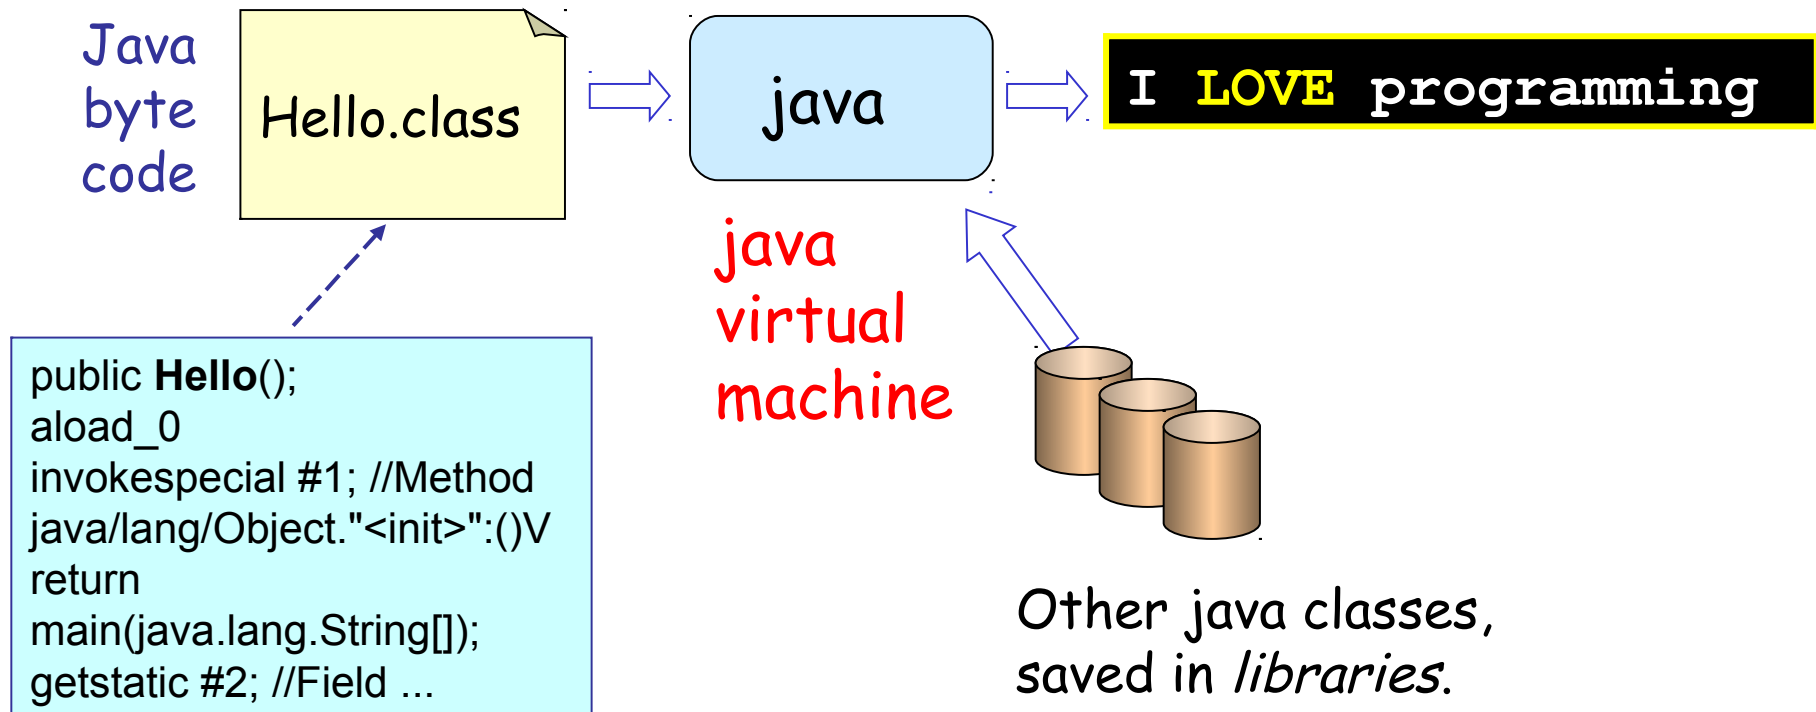 Java
byte
code
Hello.class
java
I LOVE programming
java
virtual
machine
public Hello();
aload_0
invokespecial #1; //Method
java/lang/Object."<init>":()V
return
main(java.lang.String[]);
getstatic #2; //Field ...
Other java classes,
saved in libraries.